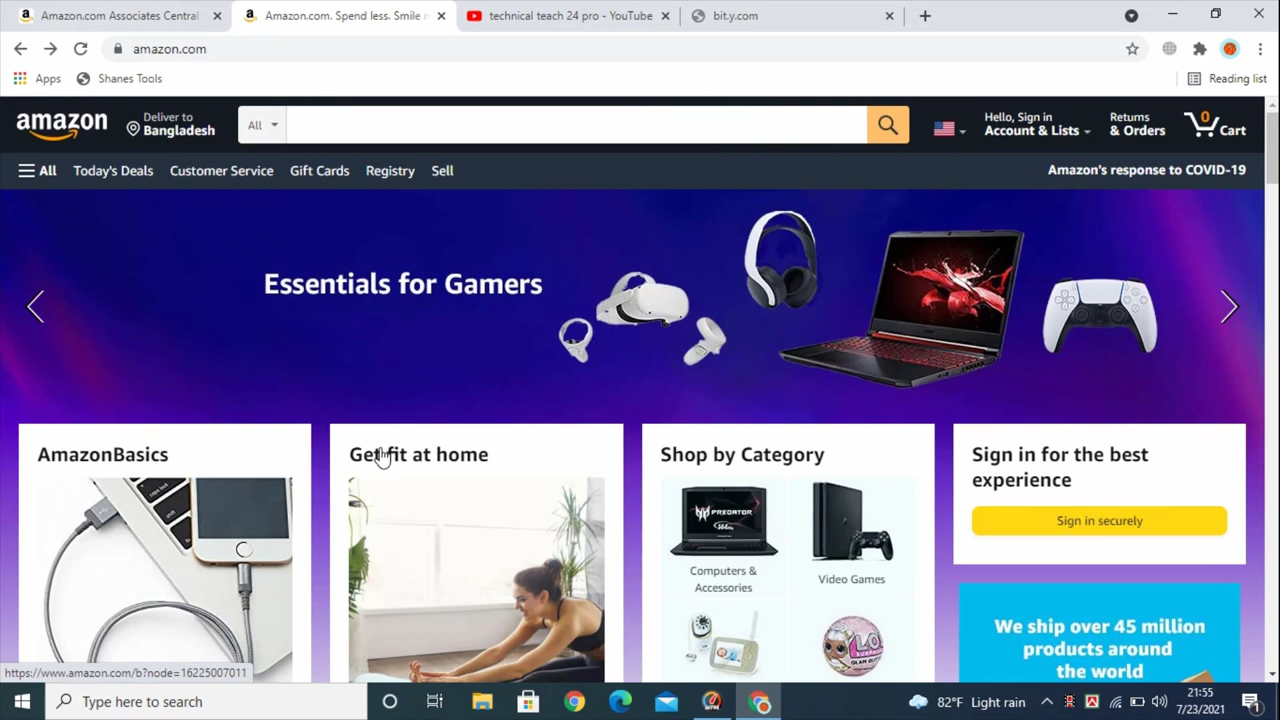 Amazon.com Associates Central
Amazon.com. Spend less. Smile m
technical teach 24 pro - YouTube
bit.y.com
amazon.com
Apps
Shanes Tools
Reading list
amazon
Deliver to
Bangladesh
All
Hello, Sign in
Account & Lists
Returns
& Orders
0
Cart
All
Today's Deals
Customer Service
Gift Cards
Registry
Sell
Amazon's response to COVID-19
Essentials for Gamers
AmazonBasics
Get fit at home
Shop by Category
Sign in for the best
experience
Sign in securely
PREDATOR
Computers &
Accessories
Video Games
We ship over 45 million
products around
the world
https://www.amazon.com/b?node=16225007011
Type here to search
82°F Light rain
21:55
7/23/2021